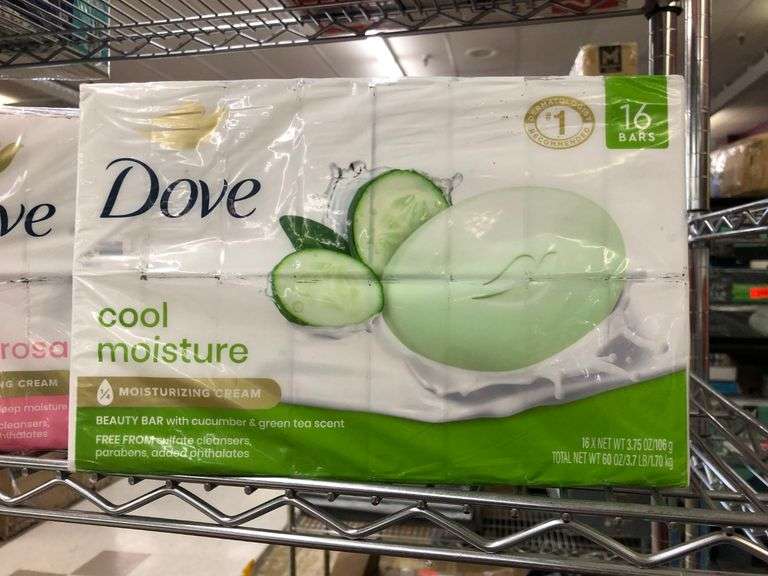 Dove
DERMATOLOGIST
#1
RECOMMENDED
16
BARS
cool
moisture
1/4 MOISTURIZING CREAM
BEAUTY BAR with cucumber & green tea scent
FREE FROM sulfate cleansers,
parabens, added phthalates
16 X NET WT 3.75 OZ/106 g
TOTAL NET WT 60 OZ/3.7 LB/1.70 kg
ve
rosa
NG CREAM
eep moisture
cleansers,
phthalates
M